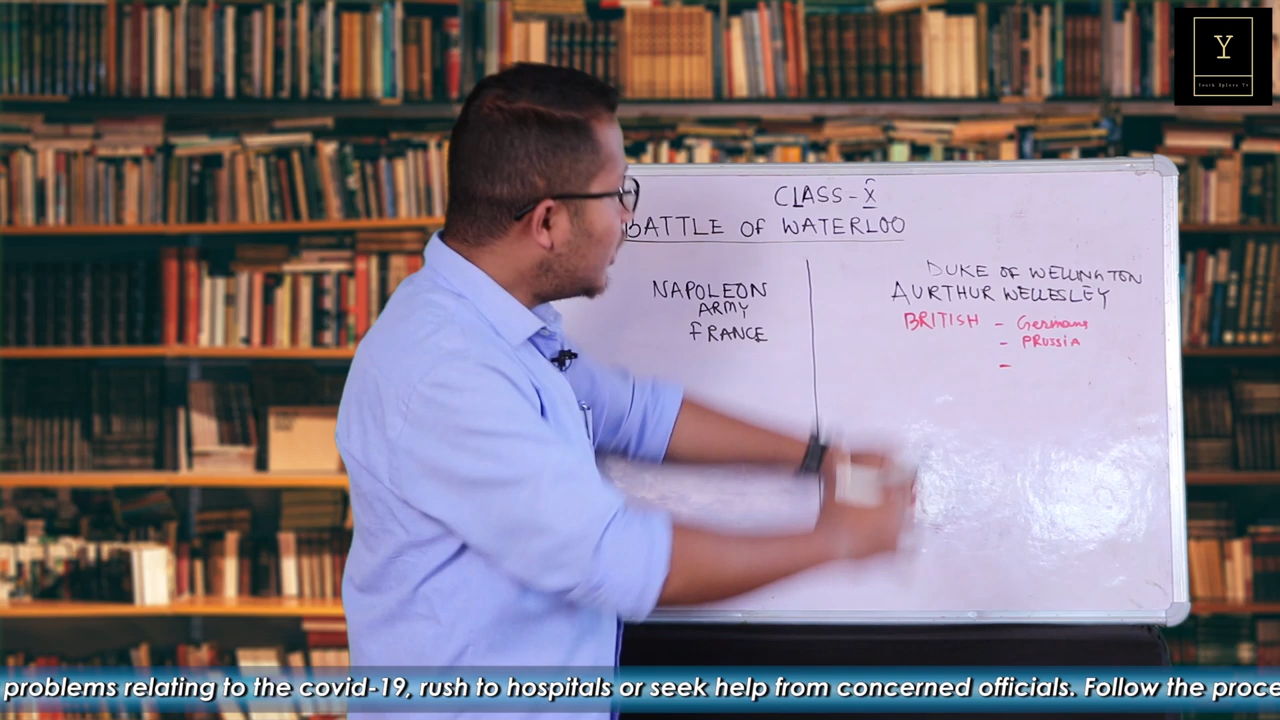 Y
CLASS - X
BATTLE OF WATERLOO
NAPOLEON
ARMY
FRANCE
DUKE OF WELLINGTON
AURTHUR WELLESLEY
BRITISH - Germans
- PRUSSIA
-
problems relating to the covid-19, rush to hospitals or seek help from concerned officials. Follow the proce